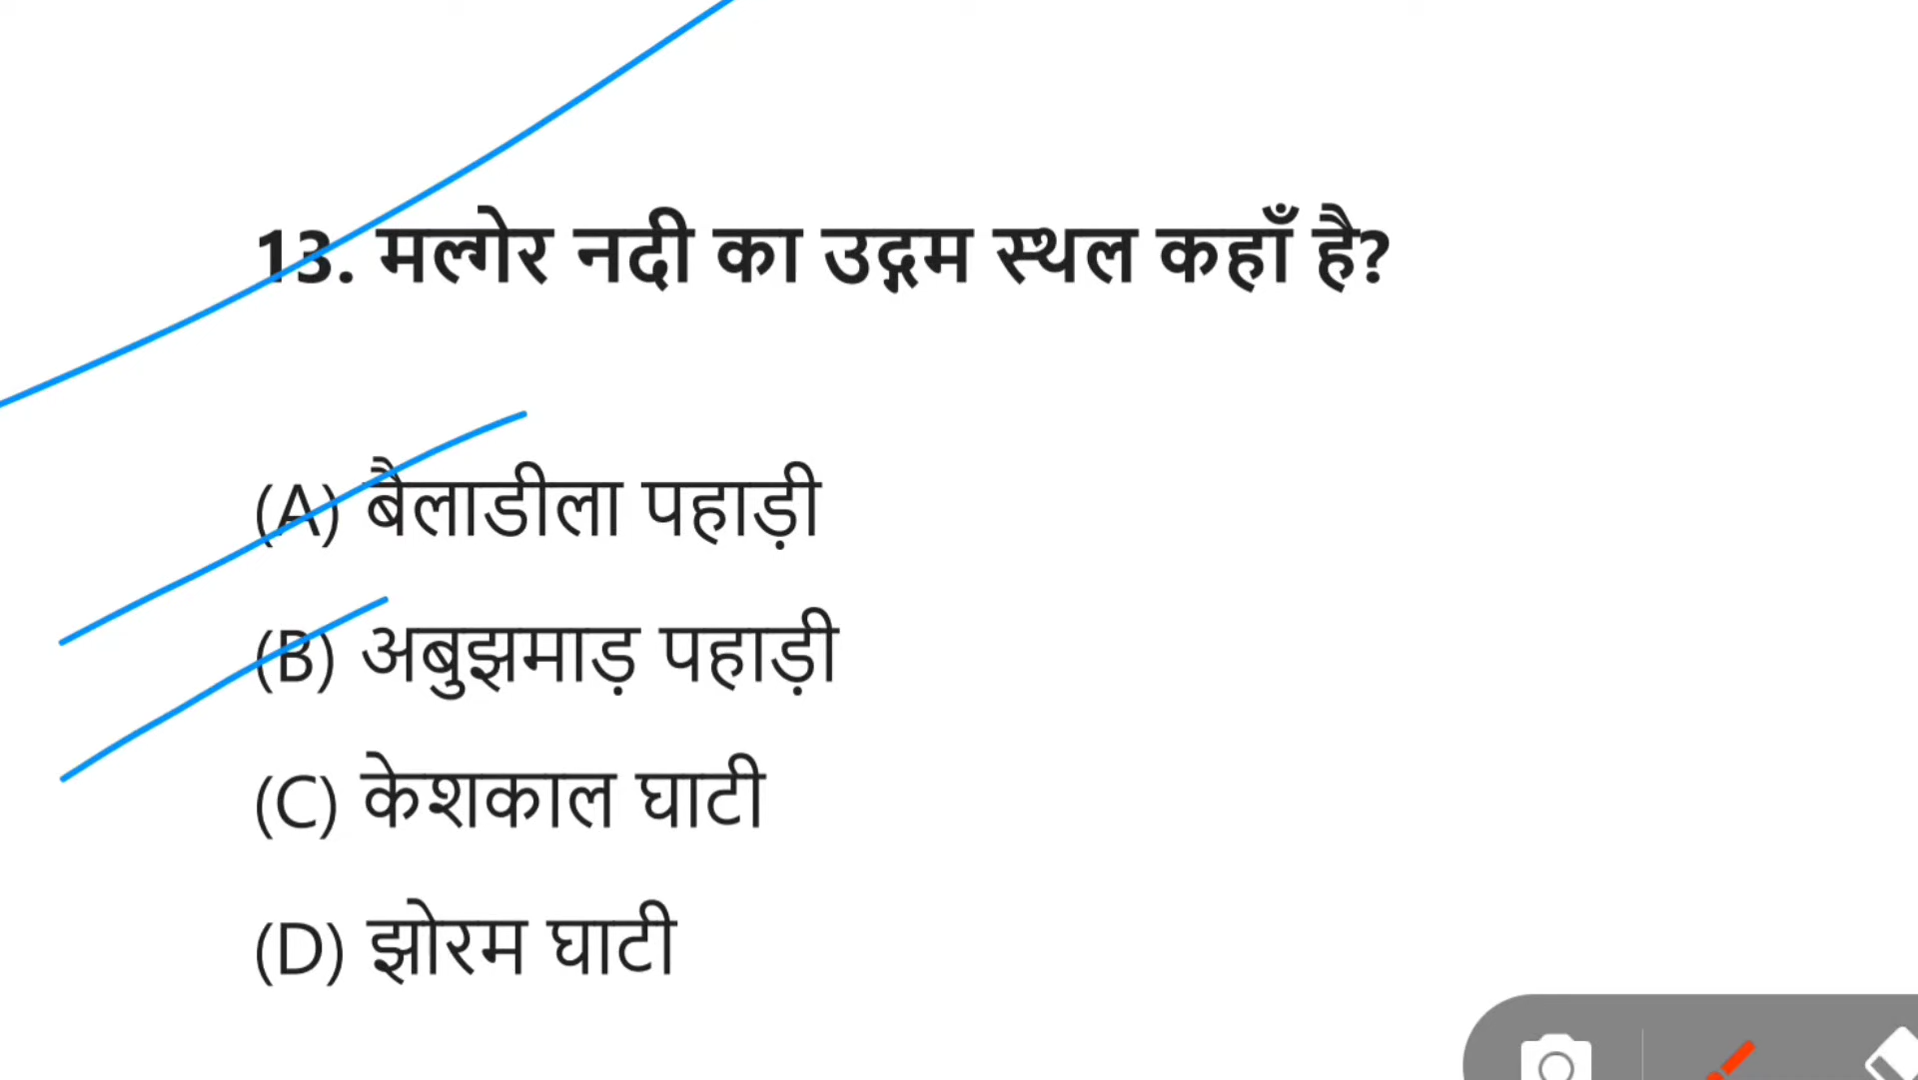 13. मल्गेर नदी का उद्गम स्थल कहाँ है?
(A) बैलाडीला पहाड़ी
(B) अबुझमाड़ पहाड़ी
(C) केशकाल घाटी
(D) झोरम घाटी